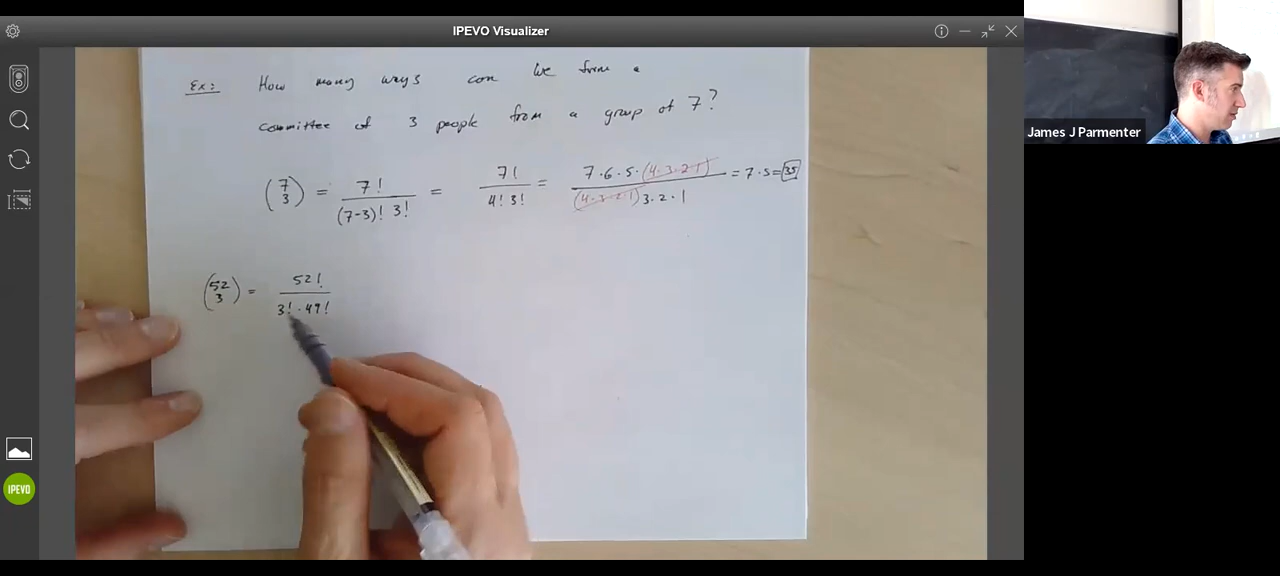 IPEVO Visualizer
James J Parmenter
Ex: How many ways can we form a
committee of 3 people from a group of 7?
(7 3) = 7! / (7-3)! 3! = 7! / 4! 3! = 7·6·5·(4·3·2·1) / (4·3·2·1) 3·2·1 = 7·5 = 35
(52 3) = 52! / 3!·49!
IPEVO